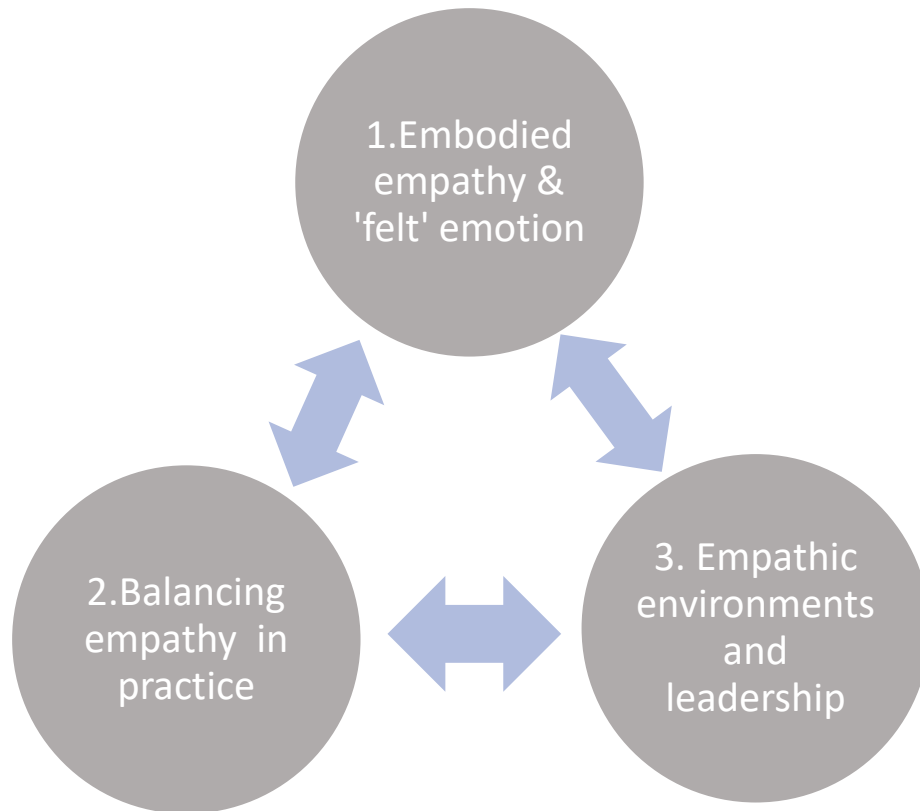 1.Embodied
empathy &
'felt' emotion
2.Balancing
empathy  in
practice
3. Empathic
environments
and
leadership